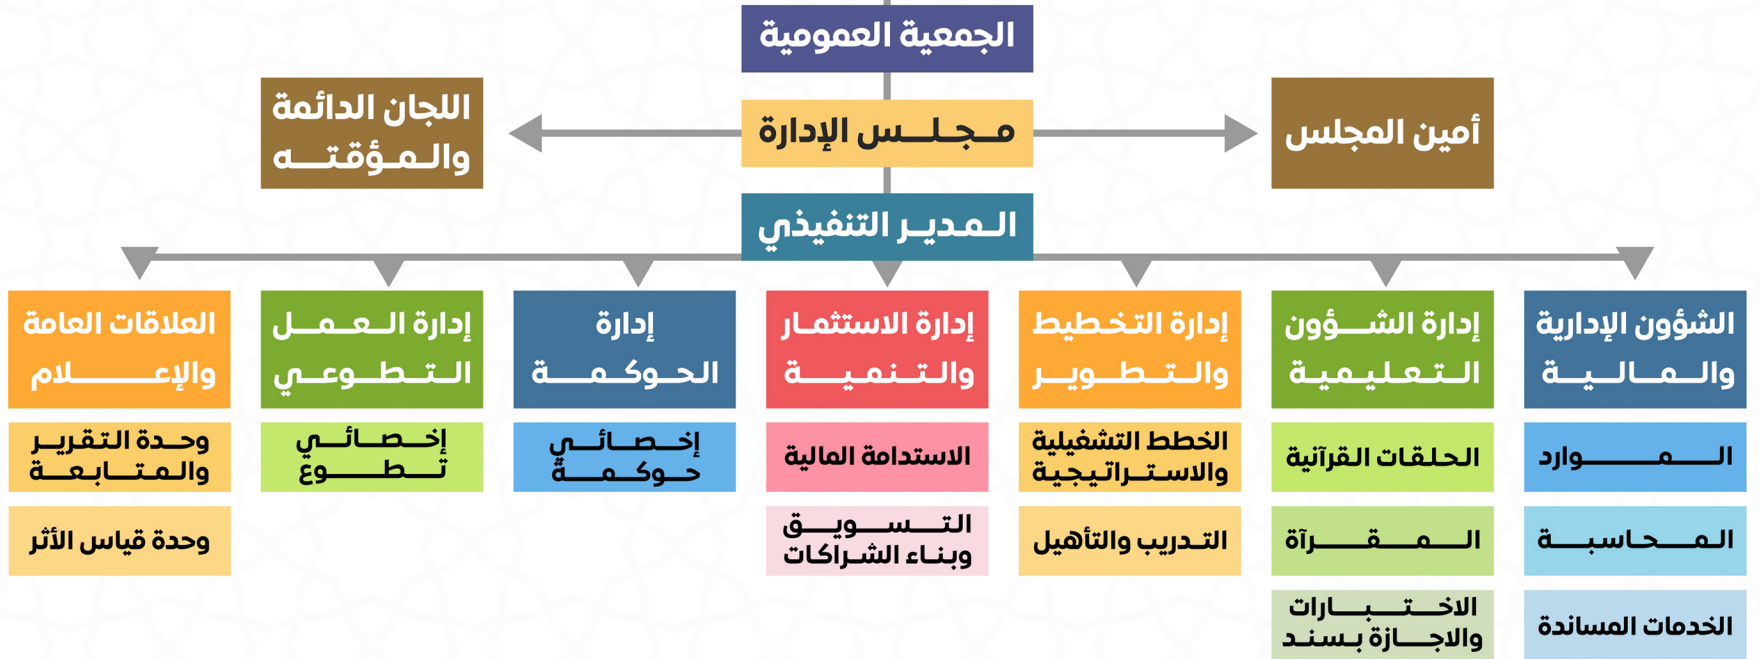 الجمعية العمومية
مجلس الإدارة
أمين المجلس
اللجان الدائمة
والمؤقته
المدير التنفيذي
الشؤون الإدارية
والمالية
الموارد
المحاسبة
الخدمات المساندة
إدارة الشؤون
التعليمية
الحلقات القرآنية
المقرآة
الاختبارات
والاجازة بسند
إدارة التخطيط
والتطوير
الخطط التشغيلية
والاستراتيجية
التدريب والتأهيل
إدارة الاستثمار
والتنمية
الاستدامة المالية
التسويق
وبناء الشراكات
إدارة
الحوكمة
إخصائي
حوكمة
إدارة العمل
التطوعي
إخصائي
تطوع
العلاقات العامة
والإعلام
وحدة التقرير
والمتابعة
وحدة قياس الأثر